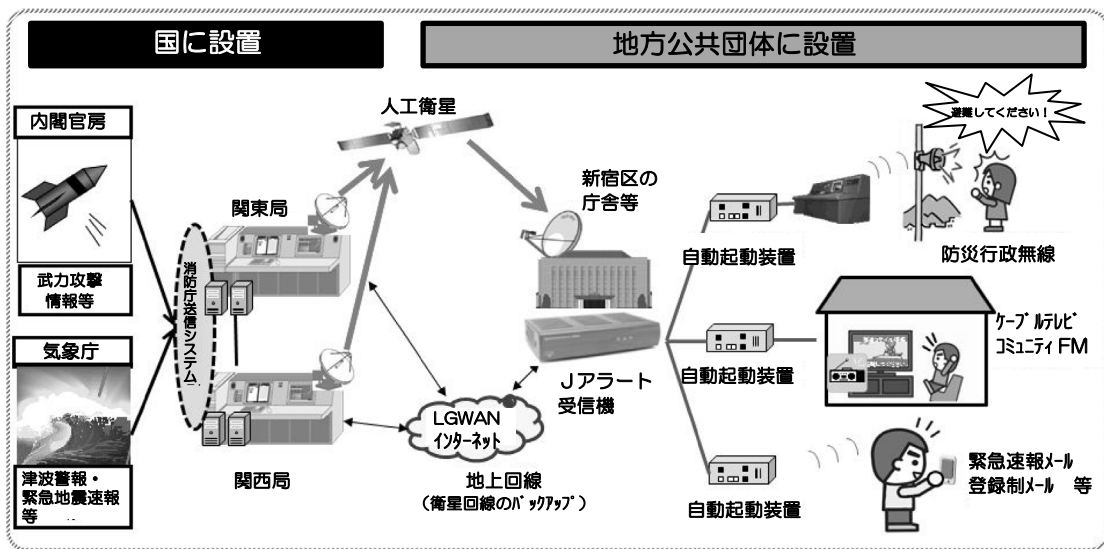 国に設置
地方公共団体に設置
内閣官房
武力攻撃
情報等
気象庁
津波警報・
緊急地震速報
等
消防庁送信システム
関東局
関西局
人工衛星
LGWAN
インターネット
地上回線
(衛星回線のバックアップ)
新宿区の
庁舎等
Jアラート
受信機
自動起動装置
自動起動装置
自動起動装置
避難してください!
防災行政無線
ケーブルテレビ
コミュニティFM
緊急速報メール
登録制メール 等